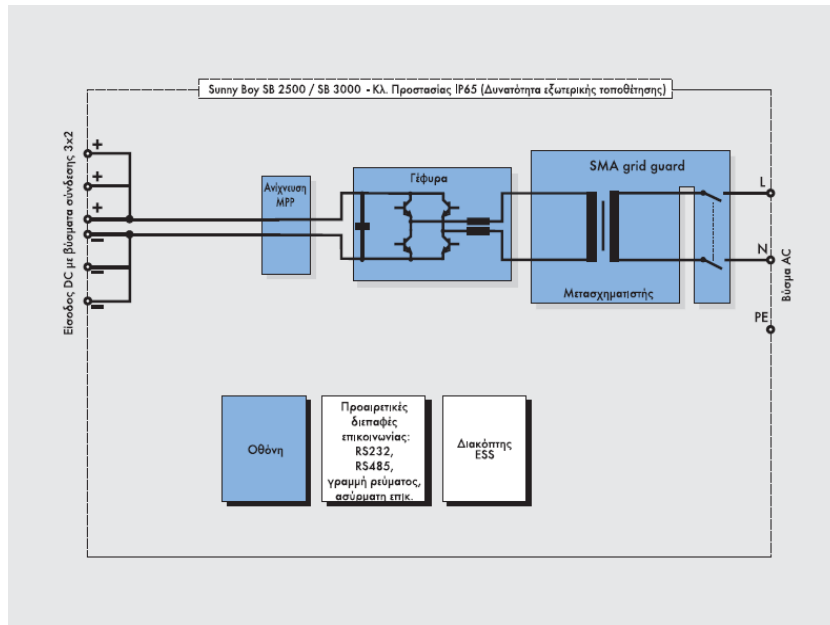 Sunny Boy SB 2500 / SB 3000 - Κλ. Προστασίας IP65 (Δυνατότητα εξωτερικής τοποθέτησης)
Είσοδος DC με βύσματα σύνδεσης 3x2
+
+
+
−
−
−
Ανίχνευση
MPP
Γέφυρα
SMA grid guard
Μετασχηματιστής
L
N
PE
Βύσμα AC
Οθόνη
Προαιρετικές
διεπαφές
επικοινωνίας:
RS232,
RS485,
γραμμή ρεύματος,
ασύρματη επικ.
Διακόπτης
ESS